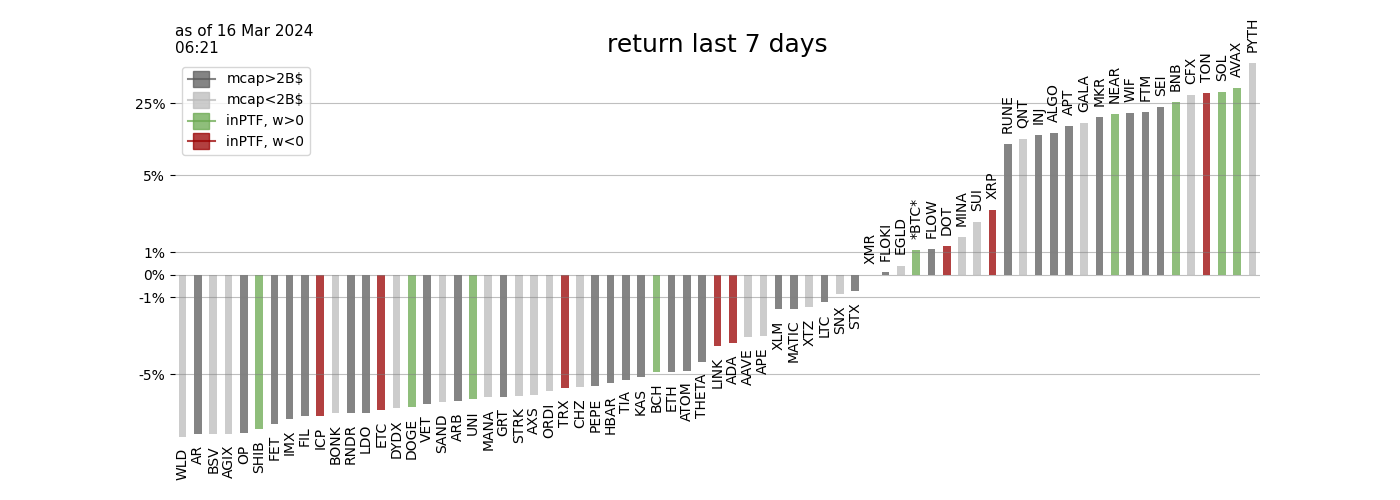 as of 16 Mar 2024
06:21
return last 7 days
mcap>2B$
mcap<2B$
inPTF, w>0
inPTF, w<0
25%
5%
1%
0%
-1%
-5%
WLD
AR
BSV
AGIX
OP
SHIB
FET
IMX
FIL
ICP
BONK
RNDR
LDO
ETC
DYDX
DOGE
VET
SAND
ARB
UNI
MANA
GRT
STRK
AXS
ORDI
TRX
CHZ
PEPE
HBAR
TIA
KAS
BCH
ETH
ATOM
THETA
LINK
ADA
AAVE
APE
XLM
MATIC
XTZ
LTC
SNX
STX
XMR
FLOKI
EGLD
*BTC*
FLOW
DOT
MINA
SUI
XRP
RUNE
QNT
INJ
ALGO
APT
GALA
MKR
NEAR
WIF
FTM
SEI
BNB
CFX
TON
SOL
AVAX
PYTH